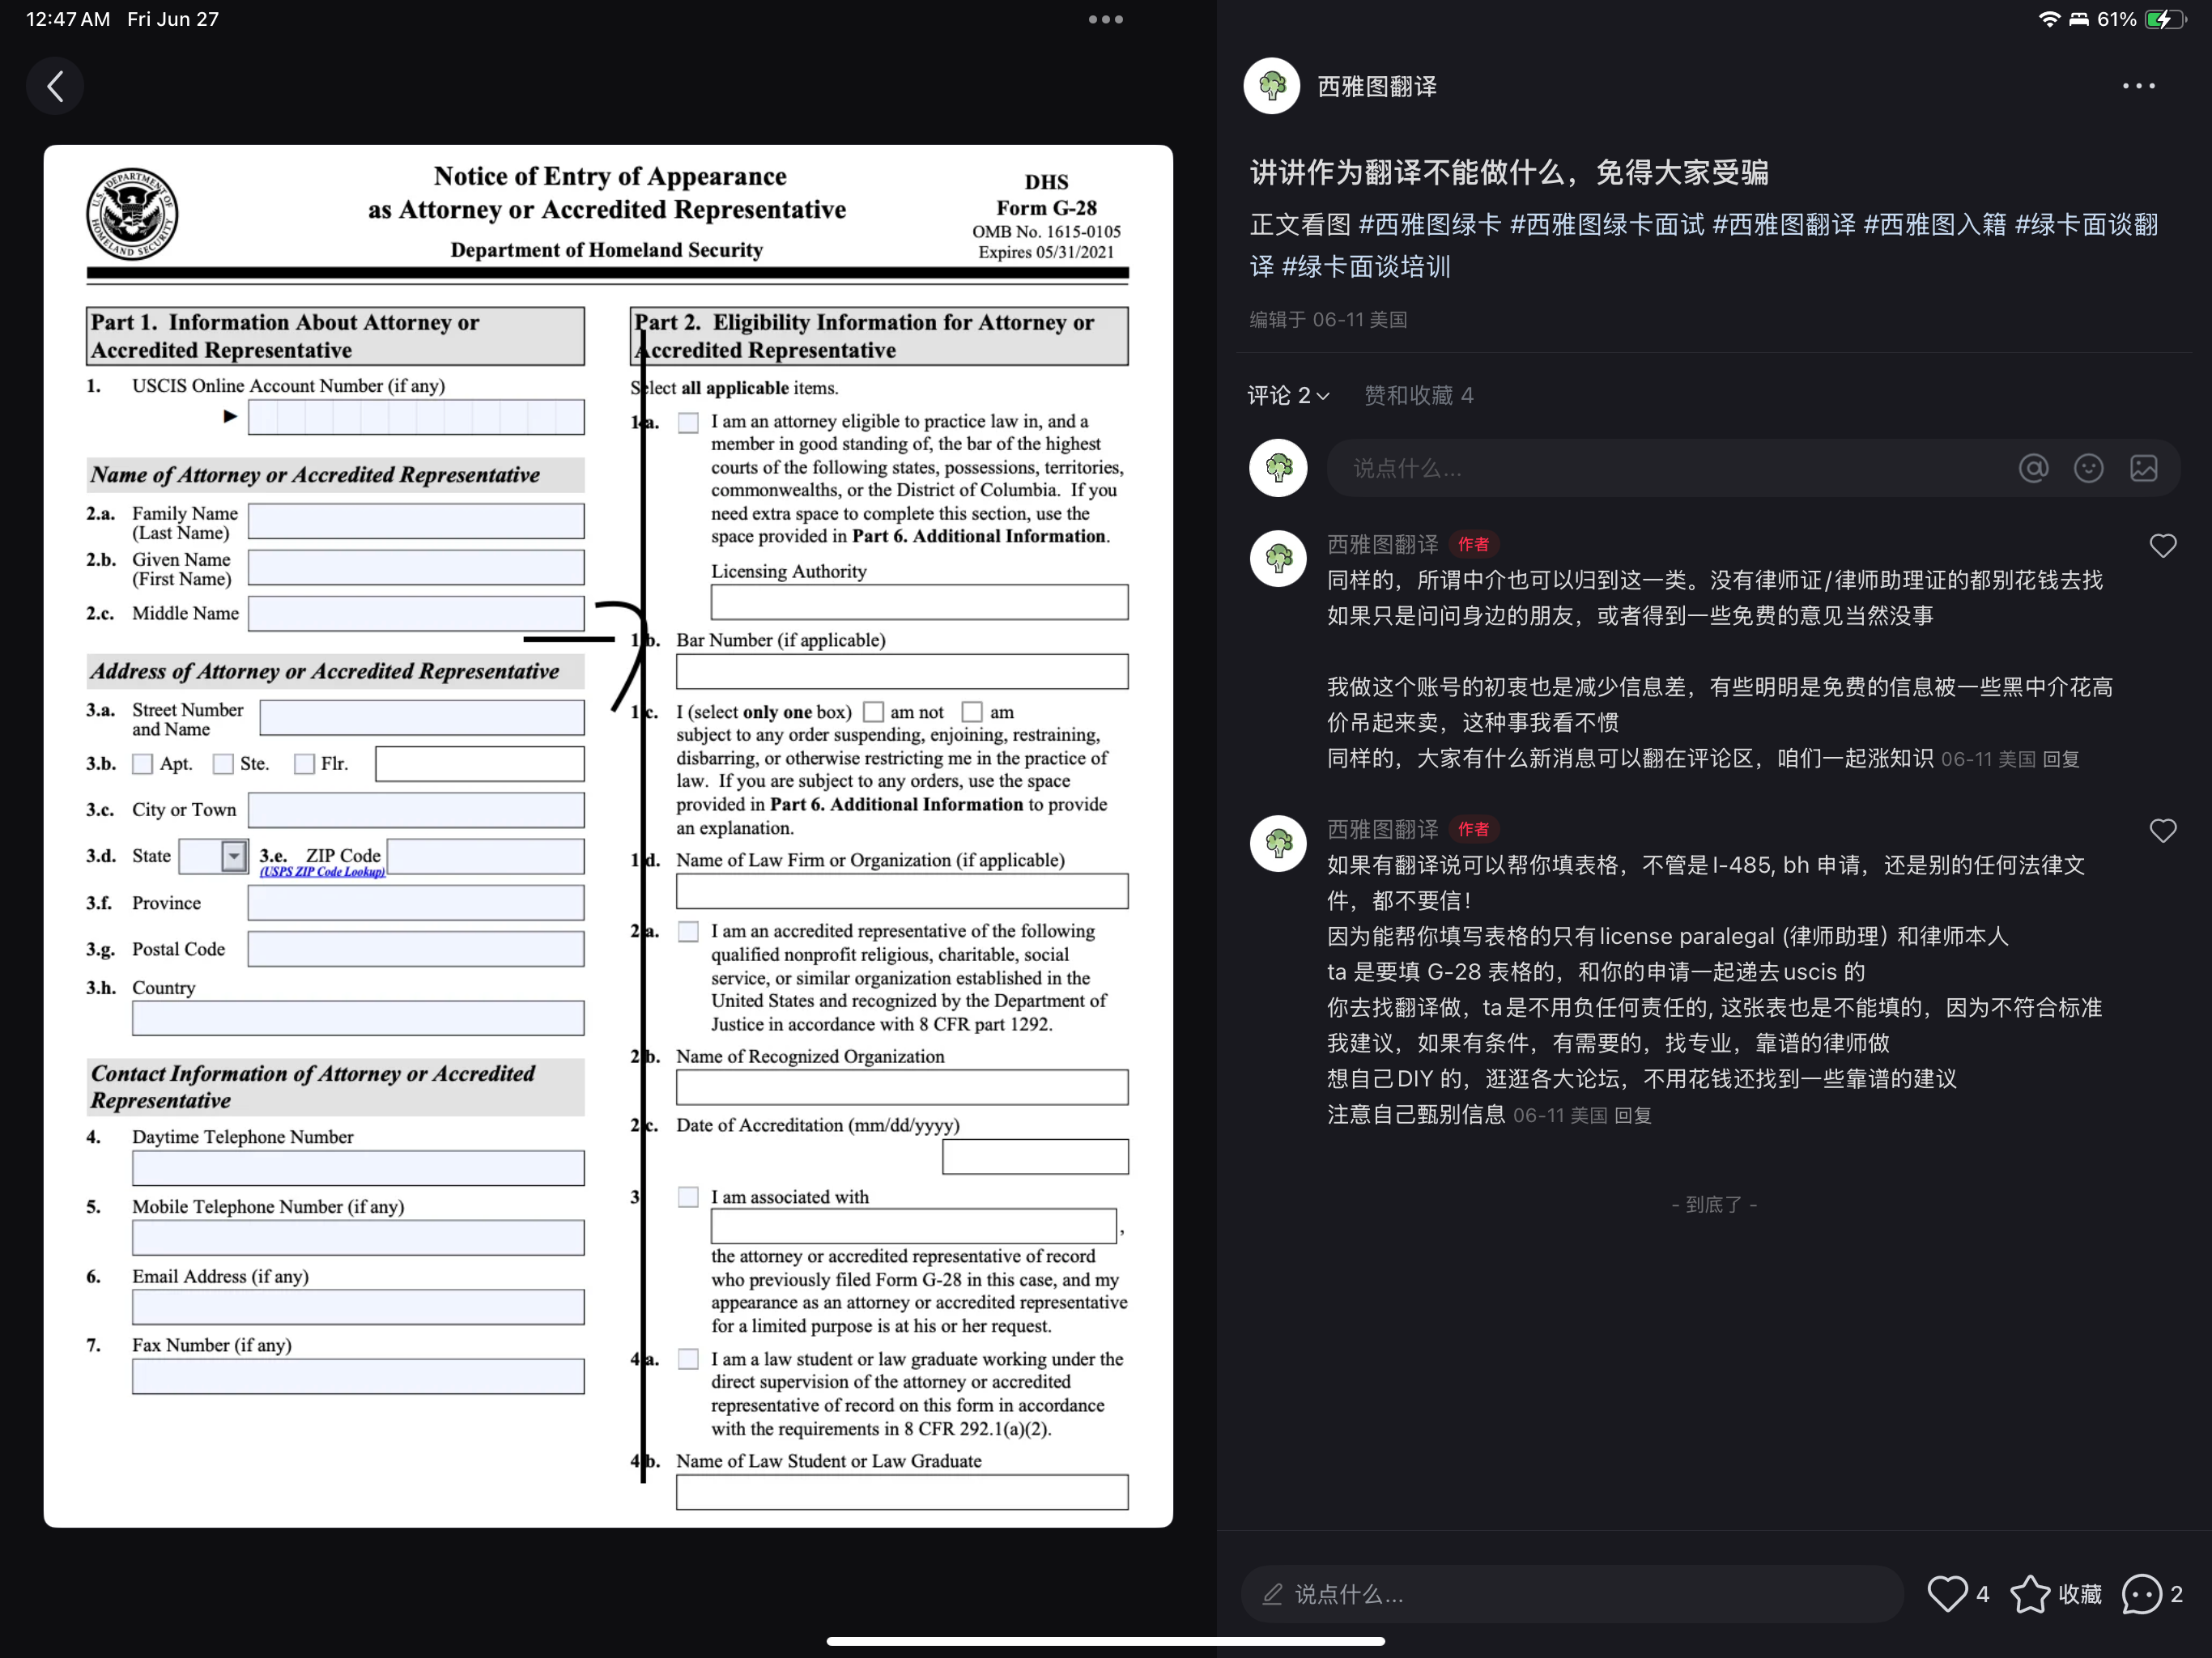 12:47 AM Fri Jun 27
61%
U.S. DEPARTMENT OF HOMELAND SECURITY
Notice of Entry of Appearance
as Attorney or Accredited Representative
Department of Homeland Security
DHS
Form G-28
OMB No. 1615-0105
Expires 05/31/2021
Part 1. Information About Attorney or
Accredited Representative
1. USCIS Online Account Number (if any)
Name of Attorney or Accredited Representative
2.a. Family Name
(Last Name)
2.b. Given Name
(First Name)
2.c. Middle Name
Address of Attorney or Accredited Representative
3.a. Street Number
and Name
3.b. Apt. Ste. Flr.
3.c. City or Town
3.d. State 3.e. ZIP Code
(USPS ZIP Code Lookup)
3.f. Province
3.g. Postal Code
3.h. Country
Contact Information of Attorney or Accredited
Representative
4. Daytime Telephone Number
5. Mobile Telephone Number (if any)
6. Email Address (if any)
7. Fax Number (if any)
Part 2. Eligibility Information for Attorney or
Accredited Representative
Select all applicable items.
1.a. I am an attorney eligible to practice law in, and a
member in good standing of, the bar of the highest
courts of the following states, possessions, territories,
commonwealths, or the District of Columbia. If you
need extra space to complete this section, use the
space provided in Part 6. Additional Information.
Licensing Authority
1.b. Bar Number (if applicable)
1.c. I (select only one box) am not am
subject to any order suspending, enjoining, restraining,
disbarring, or otherwise restricting me in the practice of
law. If you are subject to any orders, use the space
provided in Part 6. Additional Information to provide
an explanation.
1.d. Name of Law Firm or Organization (if applicable)
2.a. I am an accredited representative of the following
qualified nonprofit religious, charitable, social
service, or similar organization established in the
United States and recognized by the Department of
Justice in accordance with 8 CFR part 1292.
2.b. Name of Recognized Organization
2.c. Date of Accreditation (mm/dd/yyyy)
3. I am associated with
,
the attorney or accredited representative of record
who previously filed Form G-28 in this case, and my
appearance as an attorney or accredited representative
for a limited purpose is at his or her request.
4.a. I am a law student or law graduate working under the
direct supervision of the attorney or accredited
representative of record on this form in accordance
with the requirements in 8 CFR 292.1(a)(2).
4.b. Name of Law Student or Law Graduate
西雅图翻译
讲讲作为翻译不能做什么，免得大家受骗
正文看图 #西雅图绿卡 #西雅图绿卡面试 #西雅图翻译 #西雅图入籍 #绿卡面谈翻
译 #绿卡面谈培训
编辑于 06-11 美国
评论 2 赞和收藏 4
说点什么...
西雅图翻译 作者
同样的，所谓中介也可以归到这一类。没有律师证/律师助理证的都别花钱去找
如果只是问问身边的朋友，或者得到一些免费的意见当然没事
我做这个账号的初衷也是减少信息差，有些明明是免费的信息被一些黑中介花高
价吊起来卖，这种事我看不惯
同样的，大家有什么新消息可以翻在评论区，咱们一起涨知识 06-11 美国 回复
西雅图翻译 作者
如果有翻译说可以帮你填表格，不管是I-485, bh 申请，还是别的任何法律文
件，都不要信！
因为能帮你填写表格的只有license paralegal (律师助理）和律师本人
ta 是要填 G-28 表格的，和你的申请一起递去uscis 的
你去找翻译做，ta是不用负任何责任的, 这张表也是不能填的，因为不符合标准
我建议，如果有条件，有需要的，找专业，靠谱的律师做
想自己DIY 的，逛逛各大论坛，不用花钱还找到一些靠谱的建议
注意自己甄别信息 06-11 美国 回复
- 到底了 -
说点什么... 4 收藏 2